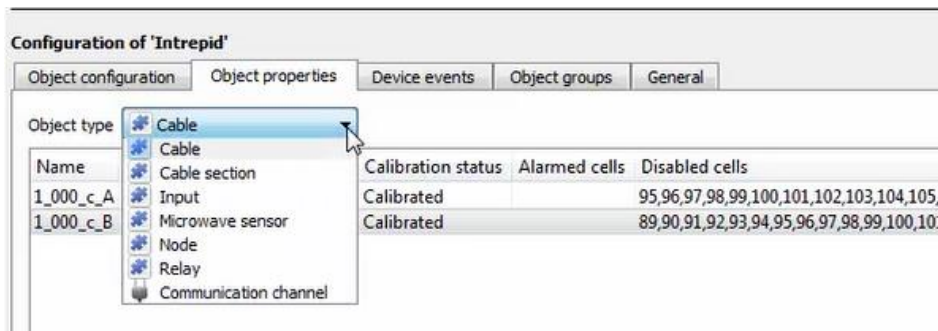 Configuration of 'Intrepid'
Object configuration Object properties Device events Object groups General
Object type Cable
Name Calibration status Alarmed cells Disabled cells
1_000_c_A Calibrated 95,96,97,98,99,100,101,102,103,104,105,
1_000_c_B Calibrated 89,90,91,92,93,94,95,96,97,98,99,100,10
Cable
Cable section
Input
Microwave sensor
Node
Relay
Communication channel